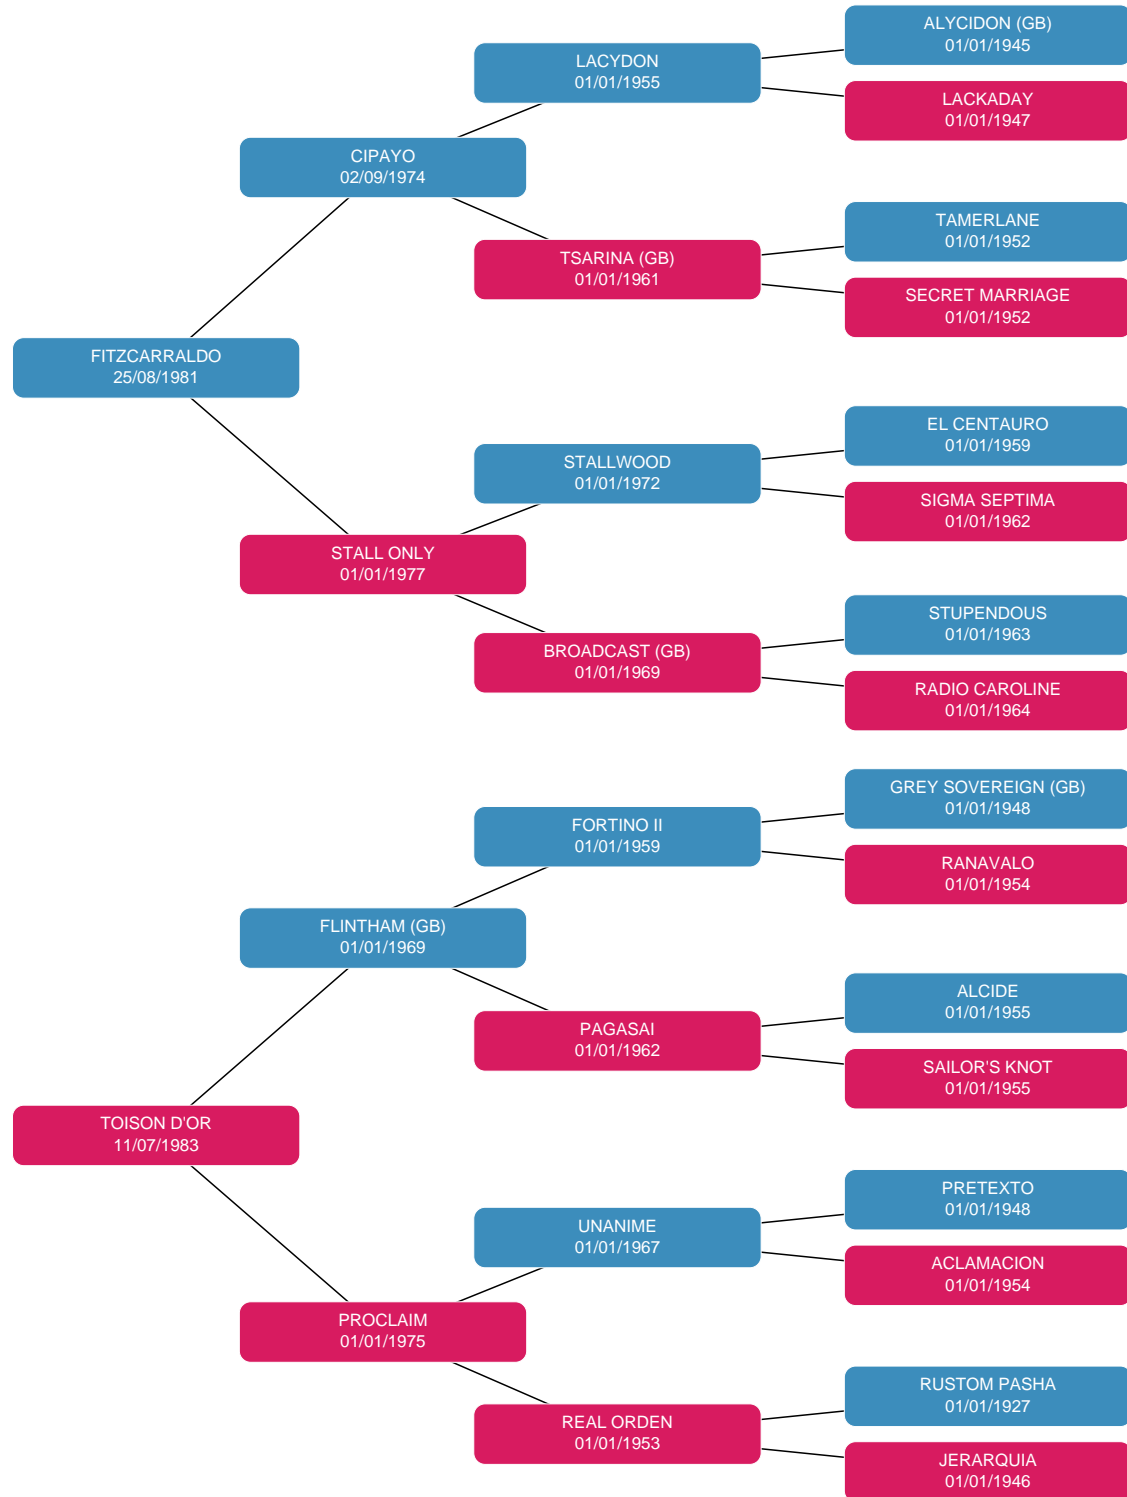 ALYCIDON (GB)
01/01/1945
LACYDON
01/01/1955
LACKADAY
01/01/1947
CIPAYO
02/09/1974
TAMERLANE
01/01/1952
TSARINA (GB)
01/01/1961
SECRET MARRIAGE
01/01/1952
FITZCARRALDO
25/08/1981
EL CENTAURO
01/01/1959
STALLWOOD
01/01/1972
SIGMA SEPTIMA
01/01/1962
STALL ONLY
01/01/1977
STUPENDOUS
01/01/1963
BROADCAST (GB)
01/01/1969
RADIO CAROLINE
01/01/1964
GREY SOVEREIGN (GB)
01/01/1948
FORTINO II
01/01/1959
RANAVALO
01/01/1954
FLINTHAM (GB)
01/01/1969
ALCIDE
01/01/1955
PAGASAI
01/01/1962
SAILOR'S KNOT
01/01/1955
TOISON D'OR
11/07/1983
PRETEXTO
01/01/1948
UNANIME
01/01/1967
ACLAMACION
01/01/1954
PROCLAIM
01/01/1975
RUSTOM PASHA
01/01/1927
REAL ORDEN
01/01/1953
JERARQUIA
01/01/1946